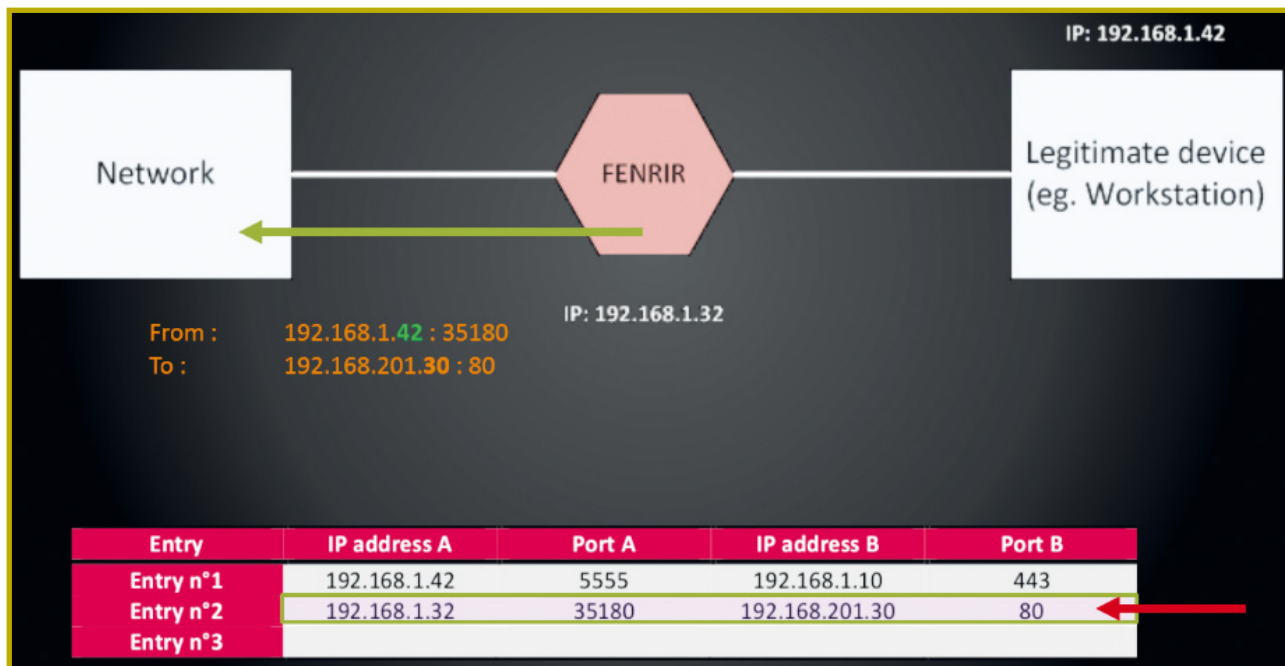 IP: 192.168.1.42
Network
FENRIR
Legitimate device
(eg. Workstation)
IP: 192.168.1.32
From : 192.168.1.42 : 35180
To : 192.168.201.30 : 80
Entry IP address A Port A IP address B Port B
Entry n°1 192.168.1.42 5555 192.168.1.10 443
Entry n°2 192.168.1.32 35180 192.168.201.30 80
Entry n°3